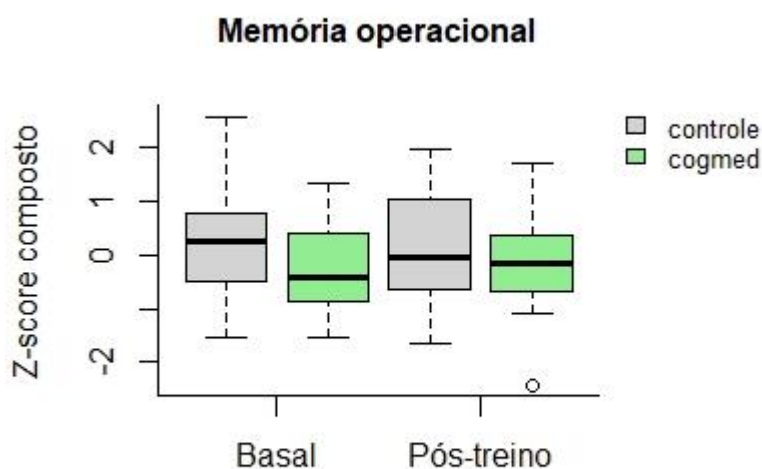 Memória operacional
controle
cogmed
Z-score composto
2
1
0
-2
Basal Pós-treino